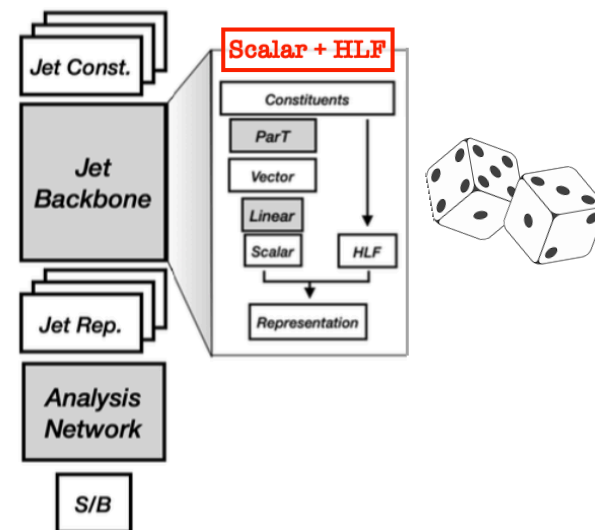 Jet Const.
Jet
Backbone
Jet Rep.
Analysis
Network
S/B
Scalar + HLF
Constituents
ParT
Vector
Linear
Scalar
HLF
Representation